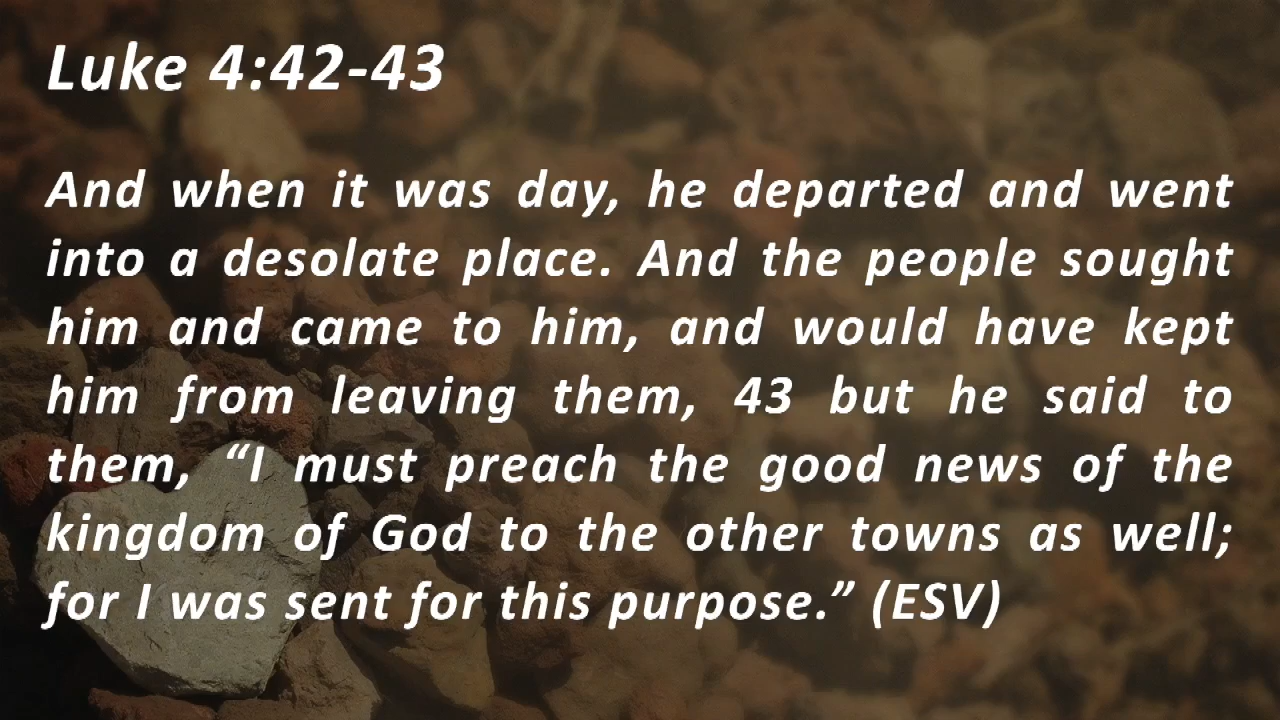 Luke 4:42-43
And when it was day, he departed and went
into a desolate place. And the people sought
him and came to him, and would have kept
him from leaving them, 43 but he said to
them, “I must preach the good news of the
kingdom of God to the other towns as well;
for I was sent for this purpose.” (ESV)